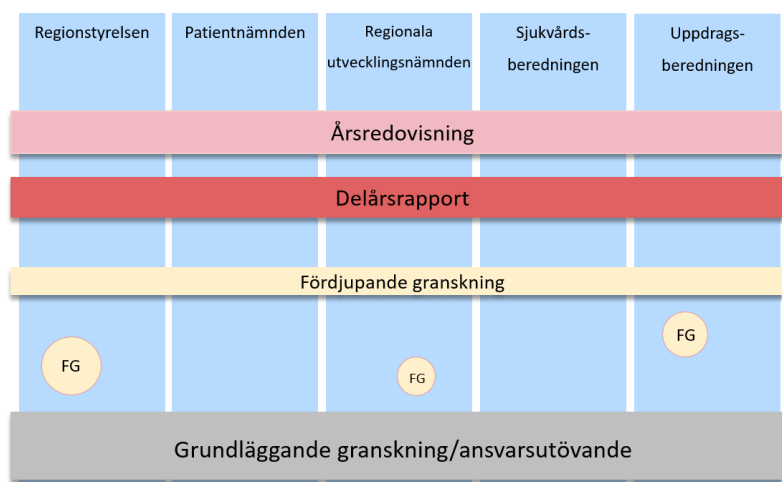 Regionstyrelsen
Patientnämnden
Regionala
utvecklingsnämnden
Sjukvårds-
beredningen
Uppdrags-
beredningen
Årsredovisning
Delårsrapport
Fördjupande granskning
FG
FG
FG
Grundläggande granskning/ansvarsutövande